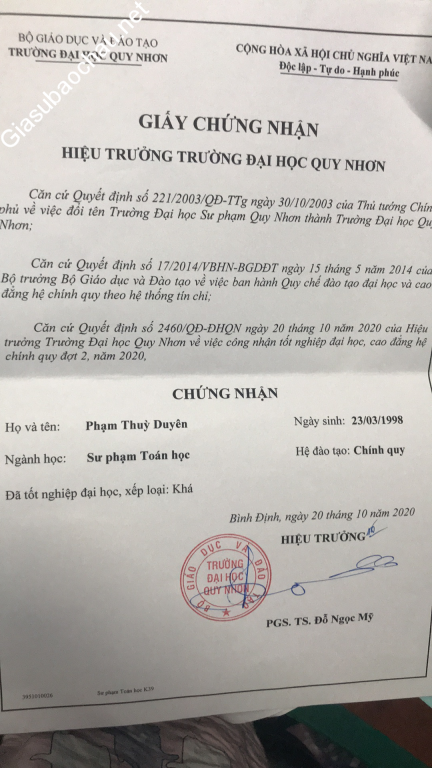 Giasubaochau.net
BỘ GIÁO DỤC VÀ ĐÀO TẠO
TRƯỜNG ĐẠI HỌC QUY NHƠN
CỘNG HÒA XÃ HỘI CHỦ NGHĨA VIỆT NA
Độc lập - Tự do - Hạnh phúc
GIẤY CHỨNG NHẬN
HIỆU TRƯỞNG TRƯỜNG ĐẠI HỌC QUY NHƠN
Căn cứ Quyết định số 221/2003/QĐ-TTg ngày 30/10/2003 của Thủ tướng Chín
phủ về việc đổi tên Trường Đại học Sư phạm Quy Nhơn thành Trường Đại học Qu
Nhơn;
Căn cứ Quyết định số 17/2014/VBHN-BGDĐT ngày 15 tháng 5 năm 2014 của
Bộ trưởng Bộ Giáo dục và Đào tạo về việc ban hành Quy chế đào tạo đại học và cao
đẳng hệ chính quy theo hệ thống tín chỉ;
Căn cứ Quyết định số 2460/QĐ-ĐHQN ngày 20 tháng 10 năm 2020 của Hiệu
trưởng Trường Đại học Quy Nhơn về việc công nhận tốt nghiệp đại học, cao đẳng hệ
chính quy đợt 2, năm 2020,
CHỨNG NHẬN
Họ và tên: Phạm Thuỳ Duyên Ngày sinh: 23/03/1998
Ngành học: Sư phạm Toán học Hệ đào tạo: Chính quy
Đã tốt nghiệp đại học, xếp loại: Khá
Bình Định, ngày 20 tháng 10 năm 2020
HIỆU TRƯỞNG
BỘ GIÁO DỤC VÀ ĐÀO TẠO
TRƯỜNG
ĐẠI HỌC
QUY NHƠN
PGS. TS. Đỗ Ngọc Mỹ
3851010026 Sư phạm Toán học K39